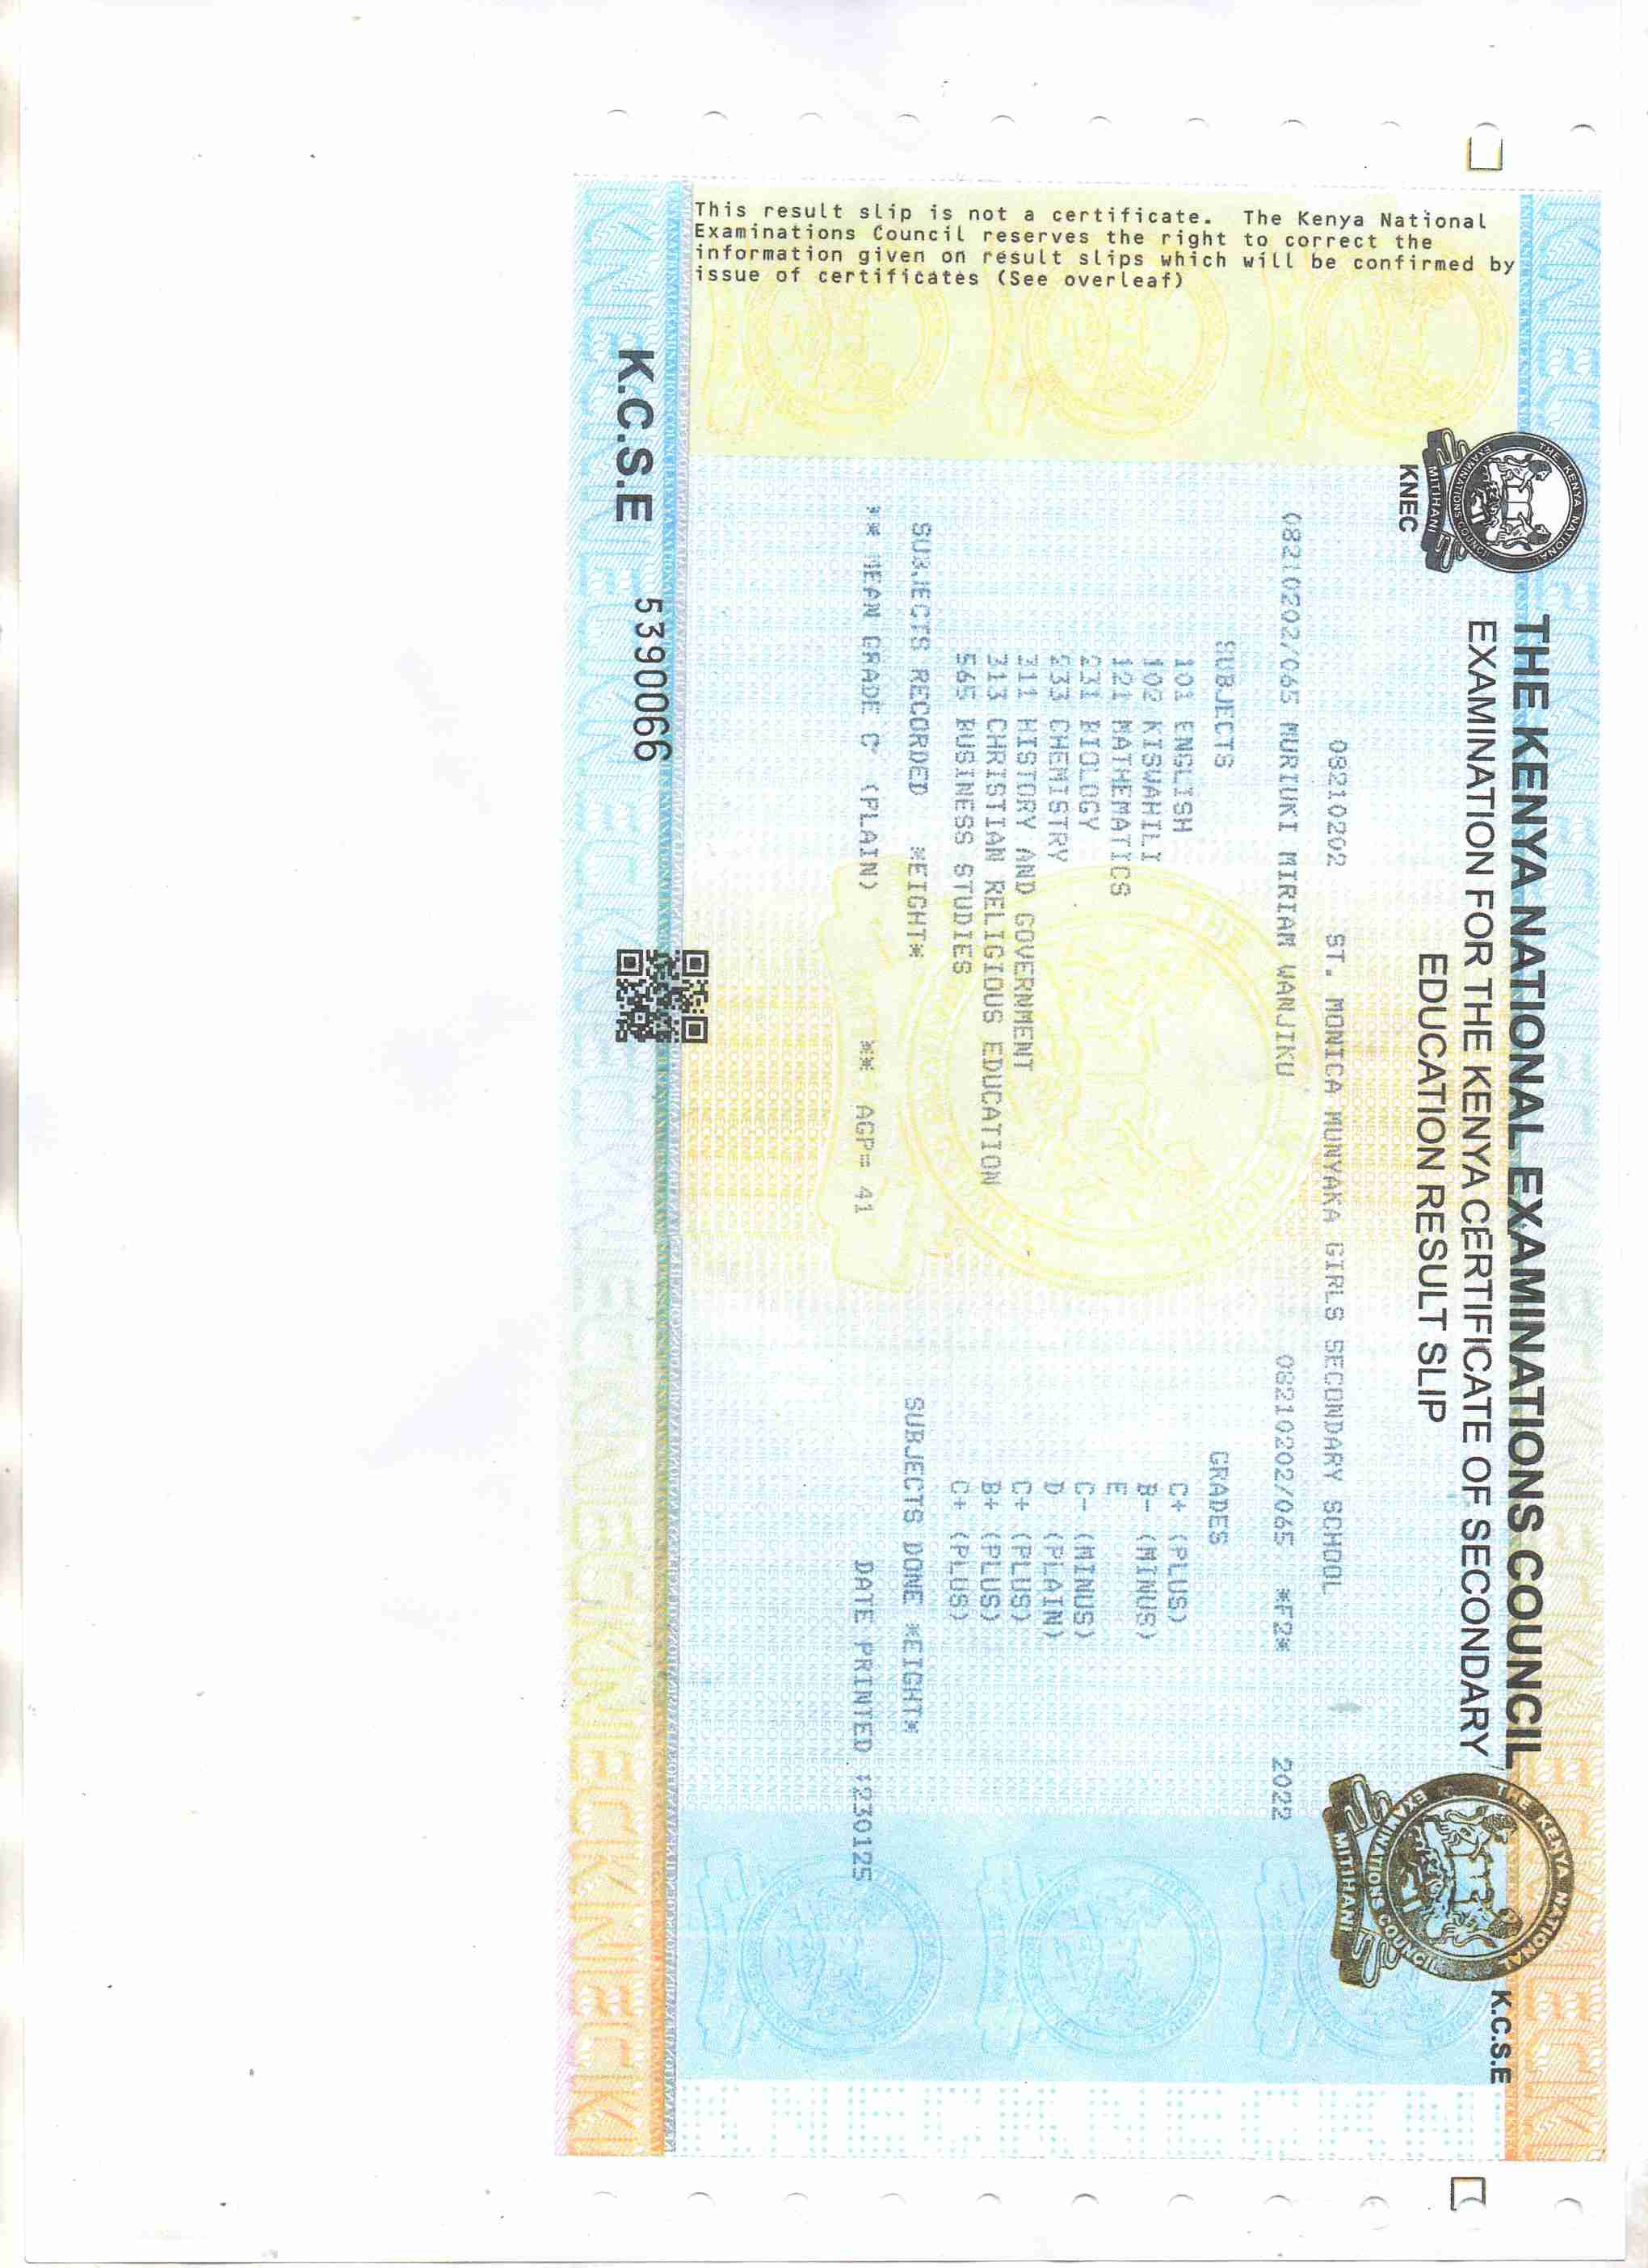 THE KENYA NATIONAL EXAMINATIONS COUNCIL
EXAMINATION FOR THE KENYA CERTIFICATE OF SECONDARY
EDUCATION RESULT SLIP
KNEC
K.C.S.E
THE KENYA NATIONAL EXAMINATIONS COUNCIL
MITIHANI
THE KENYA NATIONAL EXAMINATIONS COUNCIL
MITIHANI
08210202 ST. MONICA MUNYAKA GIRLS SECONDARY SCHOOL
08210202/065 MURIUKI MIRIAM WANJIKU 08210202/065 *F2* 2022
SUBJECTS GRADES
101 ENGLISH C+ (PLUS)
102 KISWAHILI B- (MINUS)
121 MATHEMATICS E
231 BIOLOGY C- (MINUS)
233 CHEMISTRY D (PLAIN)
311 HISTORY AND GOVERNMENT C+ (PLUS)
313 CHRISTIAN RELIGIOUS EDUCATION B+ (PLUS)
565 BUSINESS STUDIES C+ (PLUS)
SUBJECTS RECORDED *EIGHT* SUBJECTS DONE *EIGHT*
** MEAN GRADE C (PLAIN) ** AGP= 41 DATE PRINTED :230125
K.C.S.E 5390066
This result slip is not a certificate. The Kenya National
Examinations Council reserves the right to correct the
information given on result slips which will be confirmed by
issue of certificates (See overleaf)